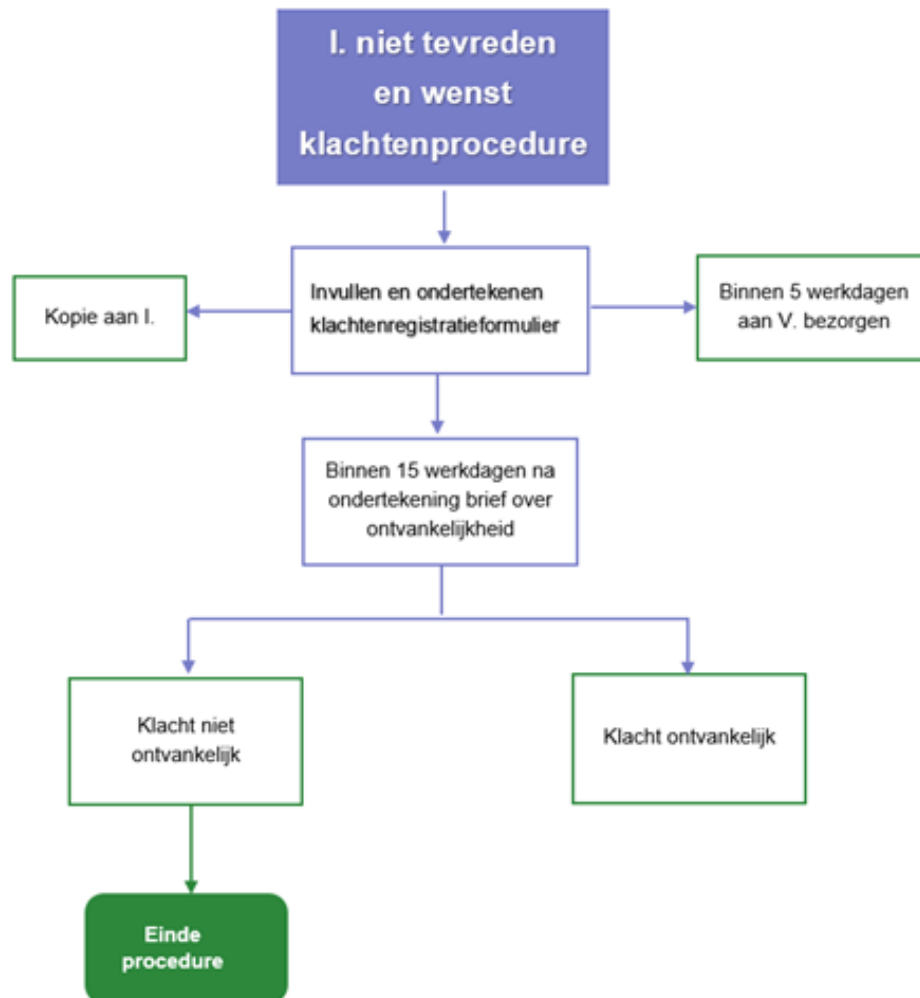 I. niet tevreden
en wenst
klachtenprocedure
Kopie aan I.
Invullen en ondertekenen
klachtenregistratieformulier
Binnen 5 werkdagen
aan V. bezorgen
Binnen 15 werkdagen na
ondertekening brief over
ontvankelijkheid
Klacht niet
ontvankelijk
Klacht ontvankelijk
Einde
procedure